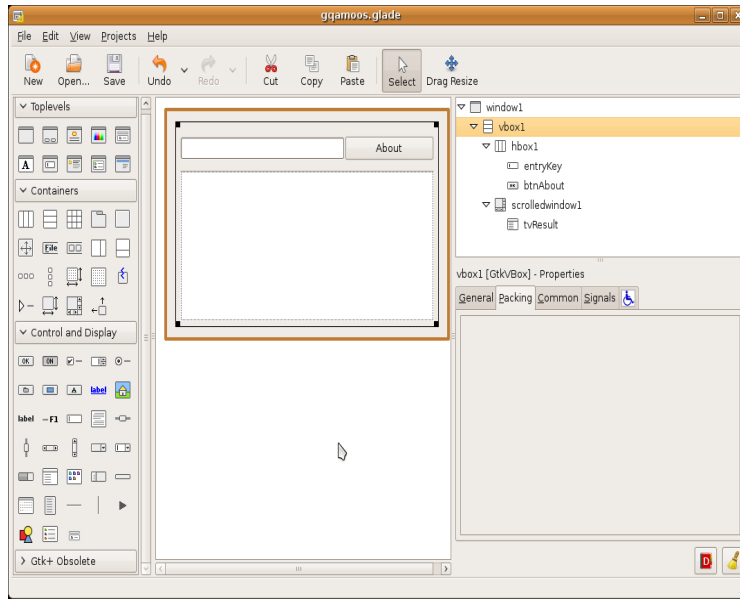 gqamoos.glade
File Edit View Projects Help
New Open... Save Undo Redo Cut Copy Paste Select Drag Resize
Toplevels
A
Containers
File
Control and Display
OK ON
A label
label F1
Gtk+ Obsolete
About
window1
vbox1
hbox1
entryKey
OK btnAbout
scrolledwindow1
tvResult
vbox1 [GtkVBox] - Properties
General Packing Common Signals
D